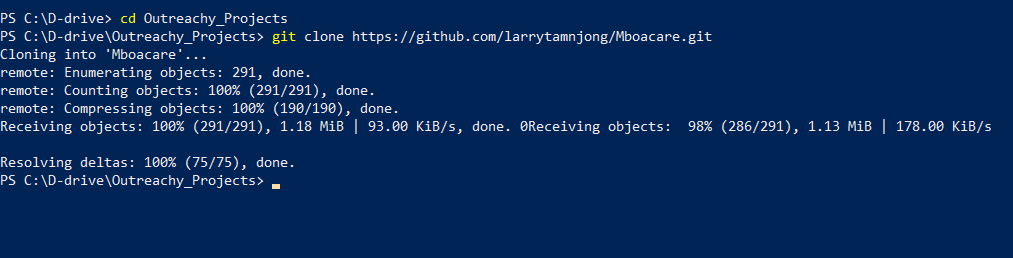 PS C:\D-drive> cd Outreachy_Projects
PS C:\D-drive\Outreachy_Projects> git clone https://github.com/larrytamnjong/Mboacare.git
Cloning into 'Mboacare'...
remote: Enumerating objects: 291, done.
remote: Counting objects: 100% (291/291), done.
remote: Compressing objects: 100% (190/190), done.
Receiving objects: 100% (291/291), 1.18 MiB | 93.00 KiB/s, done. 0Receiving objects:  98% (286/291), 1.13 MiB | 178.00 KiB/s
Resolving deltas: 100% (75/75), done.
PS C:\D-drive\Outreachy_Projects>